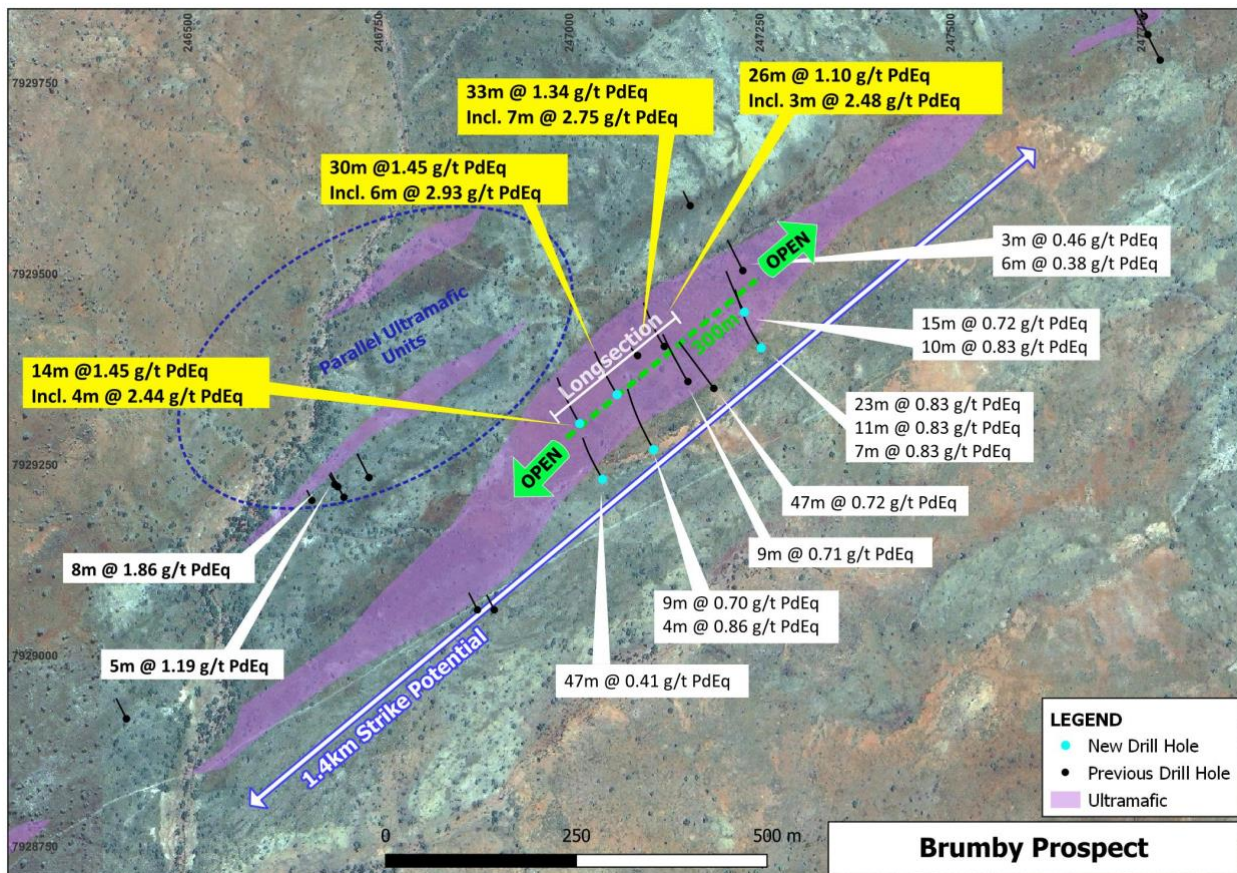 246500
246750
247000
247250
247500
7929750
7929500
7929250
7929000
7928750
26m @ 1.10 g/t PdEq
Incl. 3m @ 2.48 g/t PdEq
33m @ 1.34 g/t PdEq
Incl. 7m @ 2.75 g/t PdEq
30m @1.45 g/t PdEq
Incl. 6m @ 2.93 g/t PdEq
14m @1.45 g/t PdEq
Incl. 4m @ 2.44 g/t PdEq
Parallel Ultramafic
Units
Longsection
300m
OPEN
OPEN
3m @ 0.46 g/t PdEq
6m @ 0.38 g/t PdEq
15m @ 0.72 g/t PdEq
10m @ 0.83 g/t PdEq
23m @ 0.83 g/t PdEq
11m @ 0.83 g/t PdEq
7m @ 0.83 g/t PdEq
47m @ 0.72 g/t PdEq
9m @ 0.71 g/t PdEq
9m @ 0.70 g/t PdEq
4m @ 0.86 g/t PdEq
47m @ 0.41 g/t PdEq
8m @ 1.86 g/t PdEq
5m @ 1.19 g/t PdEq
1.4km Strike Potential
LEGEND
New Drill Hole
Previous Drill Hole
Ultramafic
0 250 500 m
Brumby Prospect